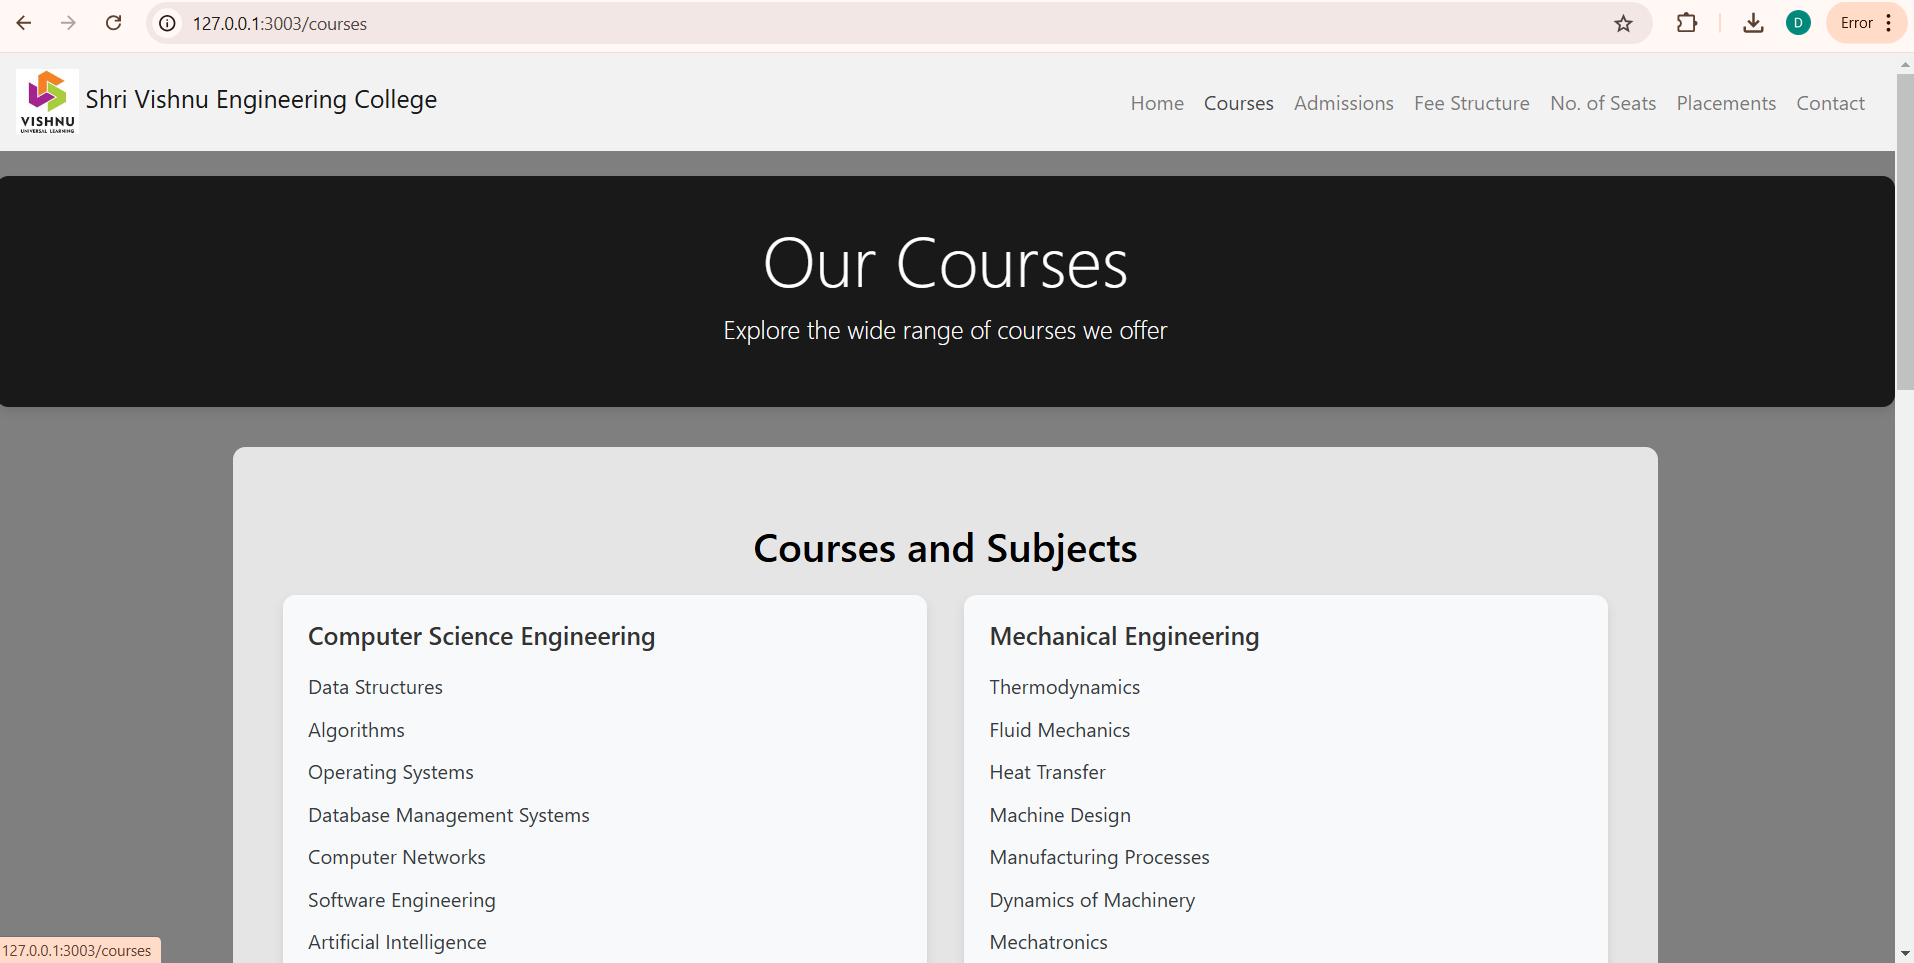 127.0.0.1:3003/courses
D
Error
VISHNU
UNIVERSAL LEARNING
Shri Vishnu Engineering College
Home Courses Admissions Fee Structure No. of Seats Placements Contact
Our Courses
Explore the wide range of courses we offer
Courses and Subjects
Computer Science Engineering
Data Structures
Algorithms
Operating Systems
Database Management Systems
Computer Networks
Software Engineering
Artificial Intelligence
Mechanical Engineering
Thermodynamics
Fluid Mechanics
Heat Transfer
Machine Design
Manufacturing Processes
Dynamics of Machinery
Mechatronics
127.0.0.1:3003/courses